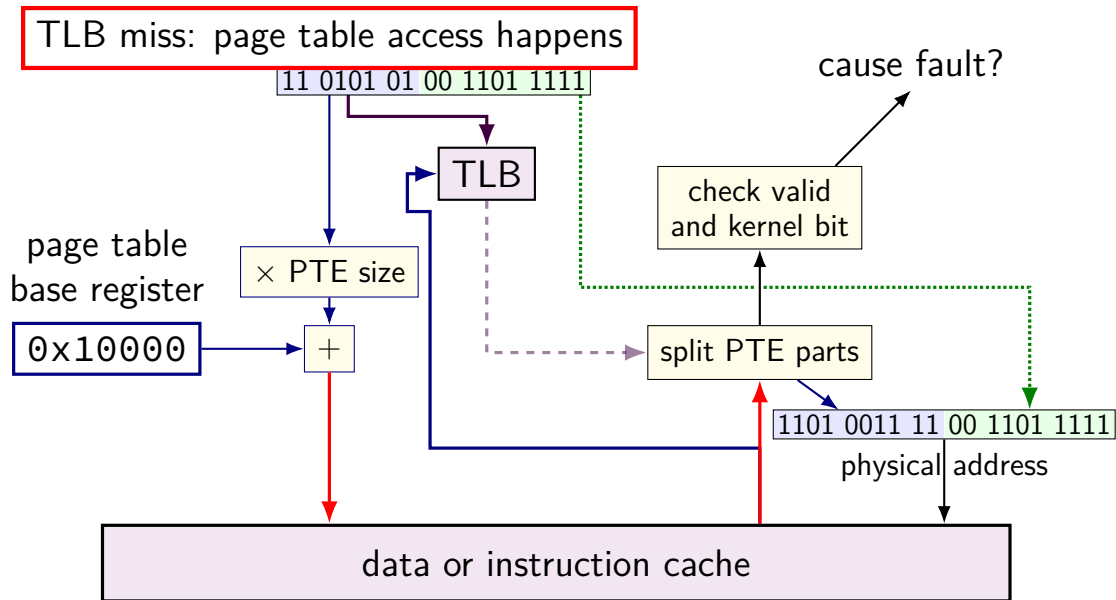 TLB miss: page table access happens
11 0101 01 00 1101 1111
cause fault?
TLB
check valid
and kernel bit
page table
base register
× PTE size
0x10000
+
split PTE parts
1101 0011 11 00 1101 1111
physical address
data or instruction cache